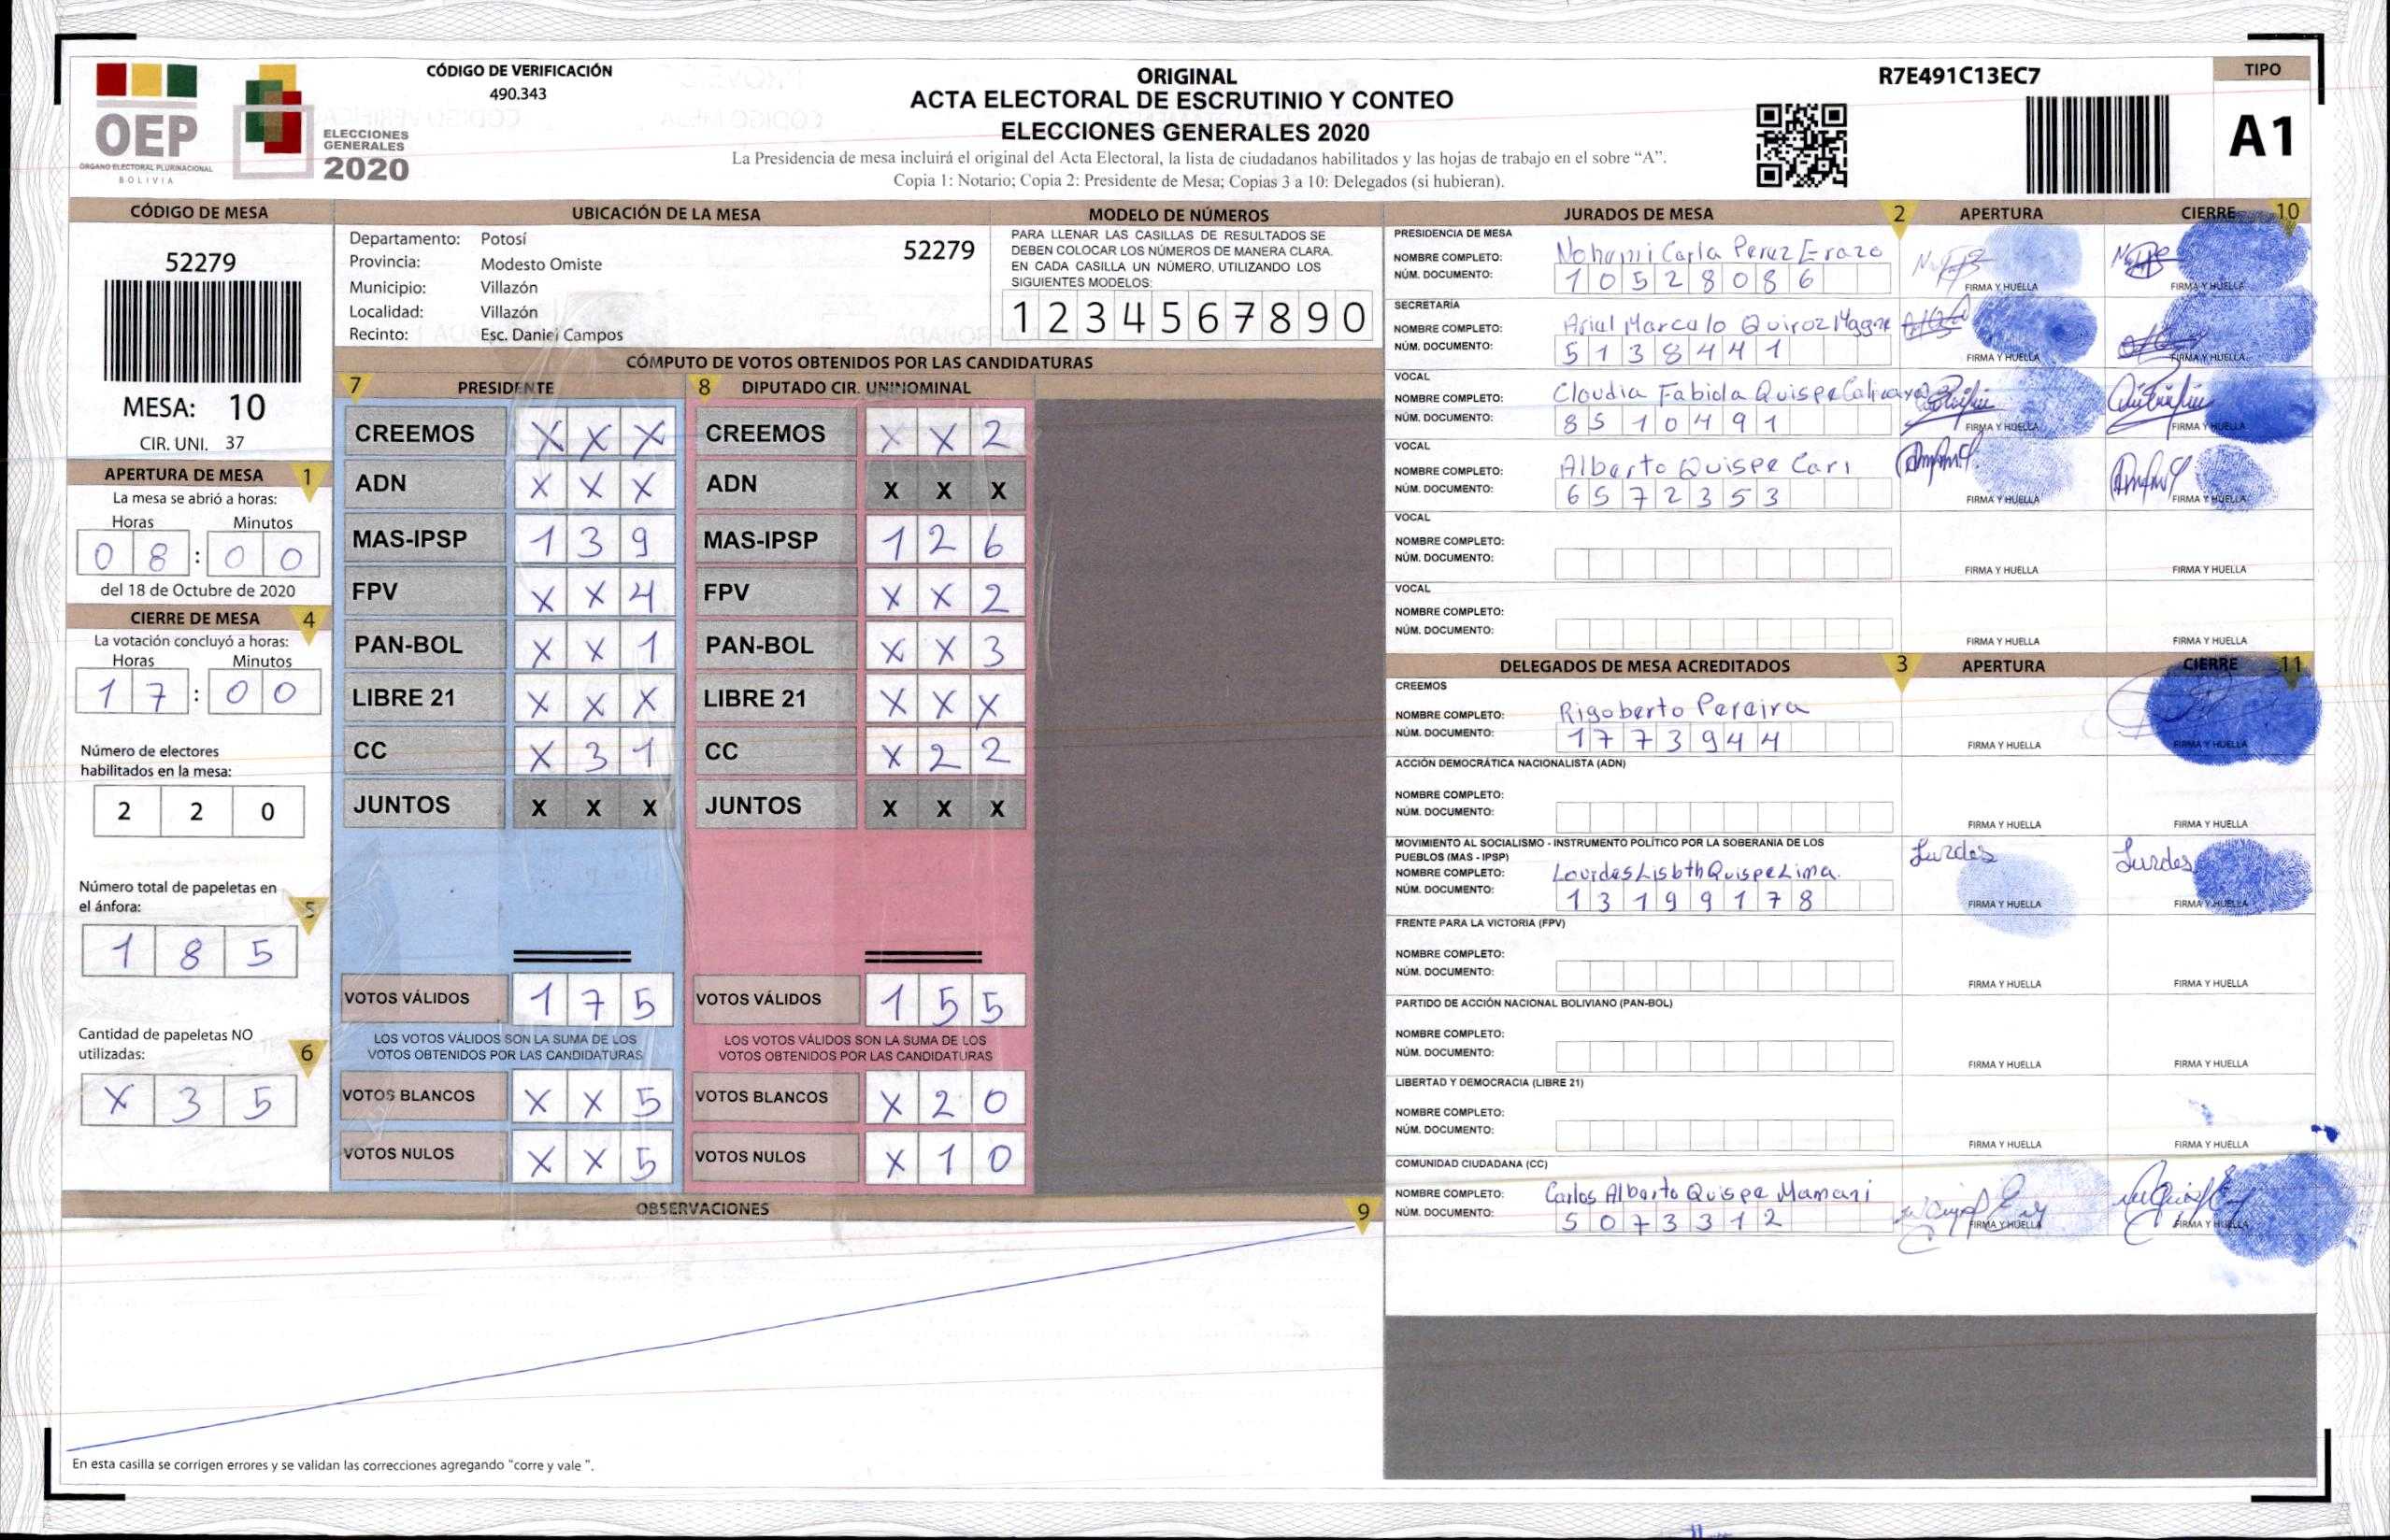 CÓDIGO DE VERIFICACIÓN
490.343
OEP
ÓRGANO ELECTORAL PLURINACIONAL
BOLIVIA
ELECCIONES
GENERALES
2020
ORIGINAL
ACTA ELECTORAL DE ESCRUTINIO Y CONTEO
ELECCIONES GENERALES 2020
La Presidencia de mesa incluirá el original del Acta Electoral, la lista de ciudadanos habilitados y las hojas de trabajo en el sobre “A”.
Copia 1: Notario; Copia 2: Presidente de Mesa; Copias 3 a 10: Delegados (si hubieran).
R7E491C13EC7
TIPO
A1
CÓDIGO DE MESA
52279
MESA: 10
CIR. UNI. 37
APERTURA DE MESA 1
La mesa se abrió a horas:
Horas Minutos
0 8 : 0 0
del 18 de Octubre de 2020
CIERRE DE MESA 4
La votación concluyó a horas:
Horas Minutos
1 7 : 0 0
Número de electores
habilitados en la mesa:
2 2 0
Número total de papeletas en
el ánfora: 5
1 8 5
Cantidad de papeletas NO
utilizadas: 6
X 3 5
UBICACIÓN DE LA MESA
Departamento: Potosí
Provincia: Modesto Omiste
Municipio: Villazón
Localidad: Villazón
Recinto: Esc. Daniel Campos
52279
MODELO DE NÚMEROS
PARA LLENAR LAS CASILLAS DE RESULTADOS SE
DEBEN COLOCAR LOS NÚMEROS DE MANERA CLARA.
EN CADA CASILLA UN NÚMERO, UTILIZANDO LOS
SIGUIENTES MODELOS:
1 2 3 4 5 6 7 8 9 0
CÓMPUTO DE VOTOS OBTENIDOS POR LAS CANDIDATURAS
7 PRESIDENTE
CREEMOS X X X
ADN X X X
MAS-IPSP 1 3 9
FPV X X 4
PAN-BOL X X 1
LIBRE 21 X X X
CC X 3 1
JUNTOS X X X
VOTOS VÁLIDOS 1 7 5
LOS VOTOS VÁLIDOS SON LA SUMA DE LOS
VOTOS OBTENIDOS POR LAS CANDIDATURAS
VOTOS BLANCOS X X 5
VOTOS NULOS X X 5
8 DIPUTADO CIR. UNINOMINAL
CREEMOS X X 2
ADN X X X
MAS-IPSP 1 2 6
FPV X X 2
PAN-BOL X X 3
LIBRE 21 X X X
CC X 2 2
JUNTOS X X X
VOTOS VÁLIDOS 1 5 5
LOS VOTOS VÁLIDOS SON LA SUMA DE LOS
VOTOS OBTENIDOS POR LAS CANDIDATURAS
VOTOS BLANCOS X 2 0
VOTOS NULOS X 1 0
OBSERVACIONES 9
En esta casilla se corrigen errores y se validan las correcciones agregando "corre y vale ".
JURADOS DE MESA 2 APERTURA CIERRE 10
PRESIDENCIA DE MESA
NOMBRE COMPLETO: Nohemi Carla Perez Erazo
NÚM. DOCUMENTO: 1 0 5 2 8 0 8 6
FIRMA Y HUELLA FIRMA Y HUELLA
SECRETARÍA
NOMBRE COMPLETO: Ariel Marcelo Quiroz Magne
NÚM. DOCUMENTO: 5 1 3 8 4 4 1
FIRMA Y HUELLA FIRMA Y HUELLA
VOCAL
NOMBRE COMPLETO: Claudia Fabiola Quispe
NÚM. DOCUMENTO: 8 5 1 0 4 9 1
FIRMA Y HUELLA FIRMA Y HUELLA
VOCAL
NOMBRE COMPLETO: Alberto Quispe Cari
NÚM. DOCUMENTO: 6 5 7 2 3 5 3
FIRMA Y HUELLA FIRMA Y HUELLA
VOCAL
NOMBRE COMPLETO:
NÚM. DOCUMENTO:
FIRMA Y HUELLA FIRMA Y HUELLA
VOCAL
NOMBRE COMPLETO:
NÚM. DOCUMENTO:
FIRMA Y HUELLA FIRMA Y HUELLA
DELEGADOS DE MESA ACREDITADOS 3 APERTURA CIERRE 11
CREEMOS
NOMBRE COMPLETO: Rigoberto Pereira
NÚM. DOCUMENTO: 1 7 7 3 9 4 4
FIRMA Y HUELLA FIRMA Y HUELLA
ACCIÓN DEMOCRÁTICA NACIONALISTA (ADN)
NOMBRE COMPLETO:
NÚM. DOCUMENTO:
FIRMA Y HUELLA FIRMA Y HUELLA
MOVIMIENTO AL SOCIALISMO - INSTRUMENTO POLÍTICO POR LA SOBERANIA DE LOS
PUEBLOS (MAS - IPSP)
NOMBRE COMPLETO: Lourdes Lisbth Quispe Lima.
NÚM. DOCUMENTO: 1 3 1 9 9 1 7 8
Lurdes Lurdes
FIRMA Y HUELLA FIRMA Y HUELLA
FRENTE PARA LA VICTORIA (FPV)
NOMBRE COMPLETO:
NÚM. DOCUMENTO:
FIRMA Y HUELLA FIRMA Y HUELLA
PARTIDO DE ACCIÓN NACIONAL BOLIVIANO (PAN-BOL)
NOMBRE COMPLETO:
NÚM. DOCUMENTO:
FIRMA Y HUELLA FIRMA Y HUELLA
LIBERTAD Y DEMOCRACIA (LIBRE 21)
NOMBRE COMPLETO:
NÚM. DOCUMENTO:
FIRMA Y HUELLA FIRMA Y HUELLA
COMUNIDAD CIUDADANA (CC)
NOMBRE COMPLETO: Carlos Alberto Quispe Mamani
NÚM. DOCUMENTO: 5 0 7 3 3 1 2
FIRMA Y HUELLA FIRMA Y HUELLA